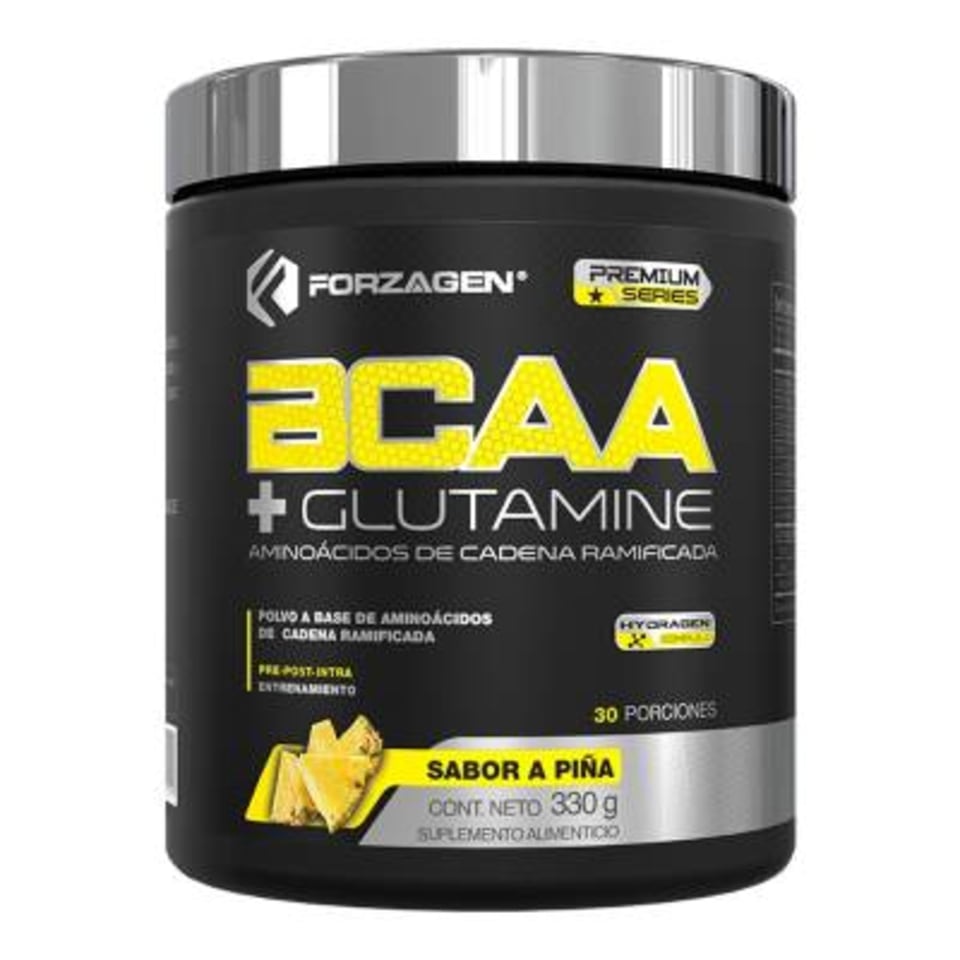 FORZAGEN®
PREMIUM
SERIES
BCAA
+ GLUTAMINE
AMINOÁCIDOS DE CADENA RAMIFICADA
POLVO A BASE DE AMINOÁCIDOS
DE CADENA RAMIFICADA
PRE-POST-INTRA
ENTRENAMIENTO
HYDRAGEN
30 PORCIONES
SABOR A PIÑA
CONT. NETO 330 g
SUPLEMENTO ALIMENTICIO